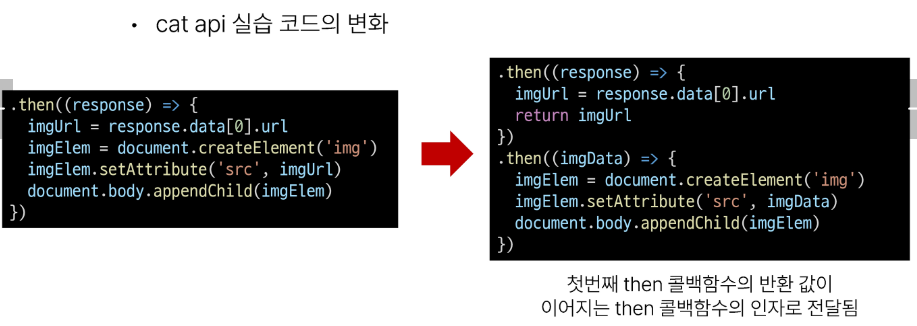 • cat api 실습 코드의 변화
.then((response) => {
  imgUrl = response.data[0].url
  imgElem = document.createElement('img')
  imgElem.setAttribute('src', imgUrl)
  document.body.appendChild(imgElem)
})
.then((response) => {
  imgUrl = response.data[0].url
  return imgUrl
})
.then((imgData) => {
  imgElem = document.createElement('img')
  imgElem.setAttribute('src', imgData)
  document.body.appendChild(imgElem)
})
첫번째 then 콜백함수의 반환 값이
이어지는 then 콜백함수의 인자로 전달됨